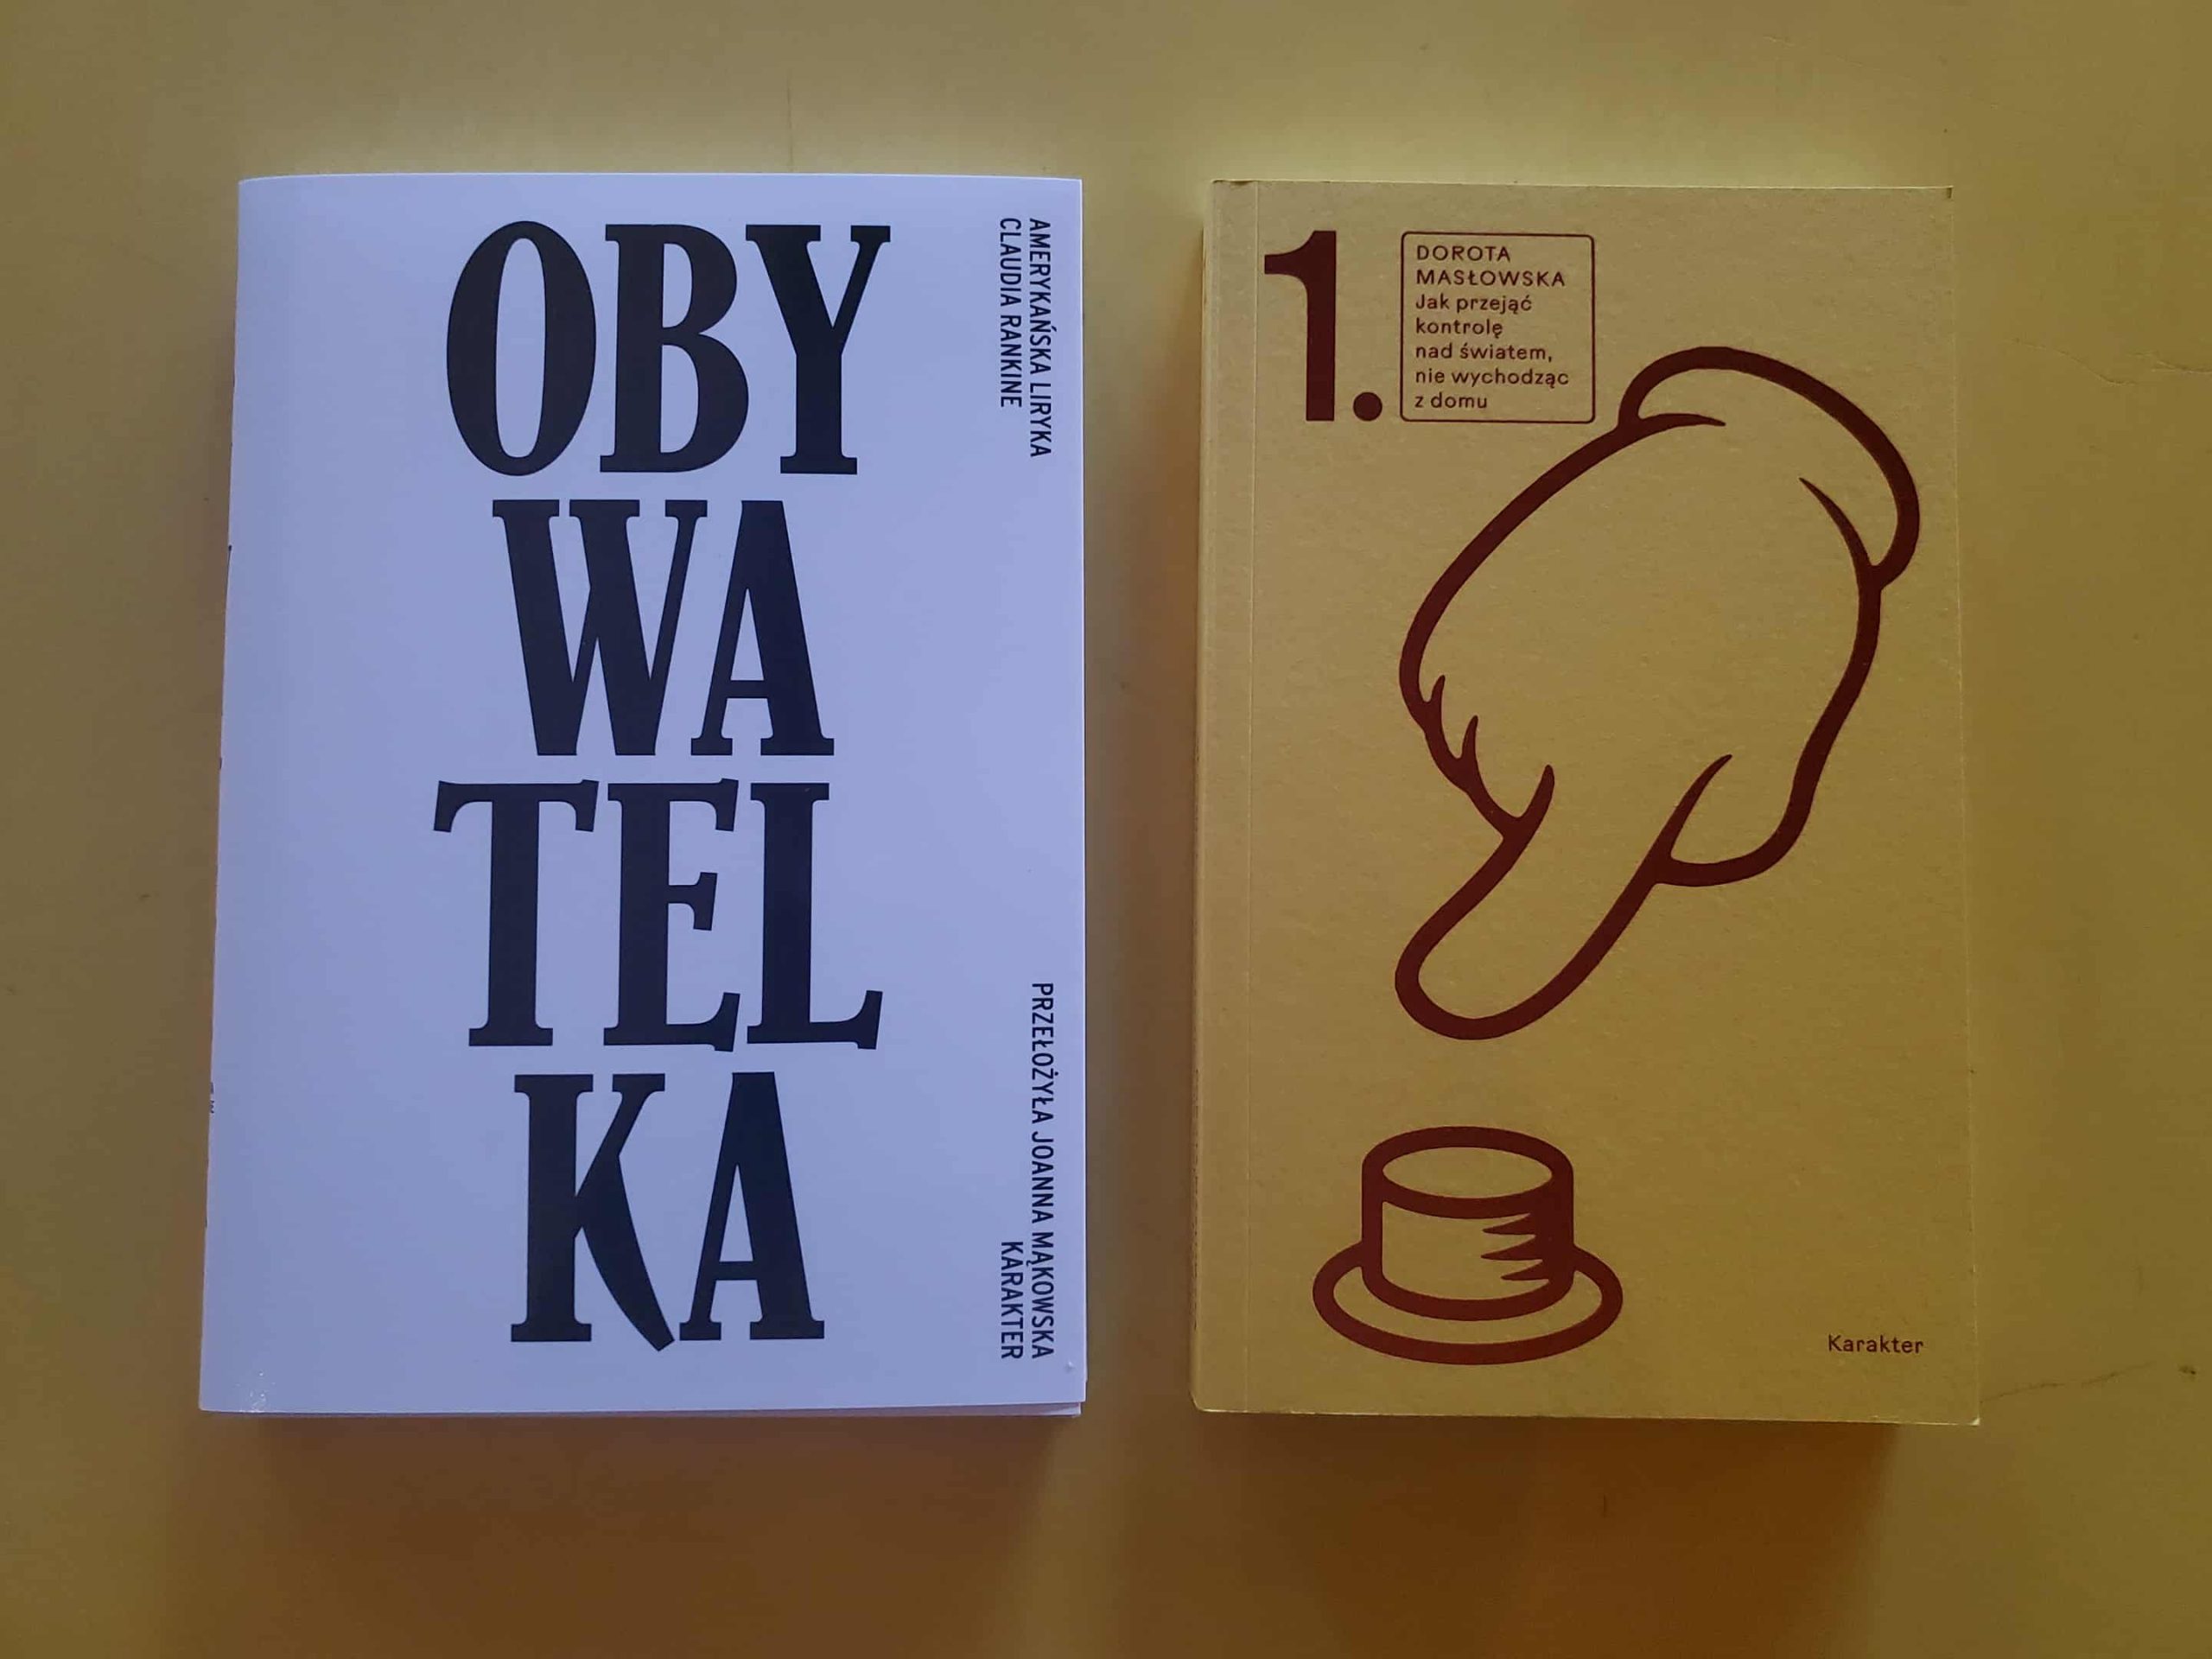 OBY
WA
TEL
KA
AMERYKAŃSKA LIRYKA
CLAUDIA RANKINE
PRZEŁOŻYŁA JOANNA MĄKOWSKA
KARAKTER
1.
DOROTA
MASŁOWSKA
Jak przejąć
kontrolę
nad światem,
nie wychodząc
z domu
Karakter